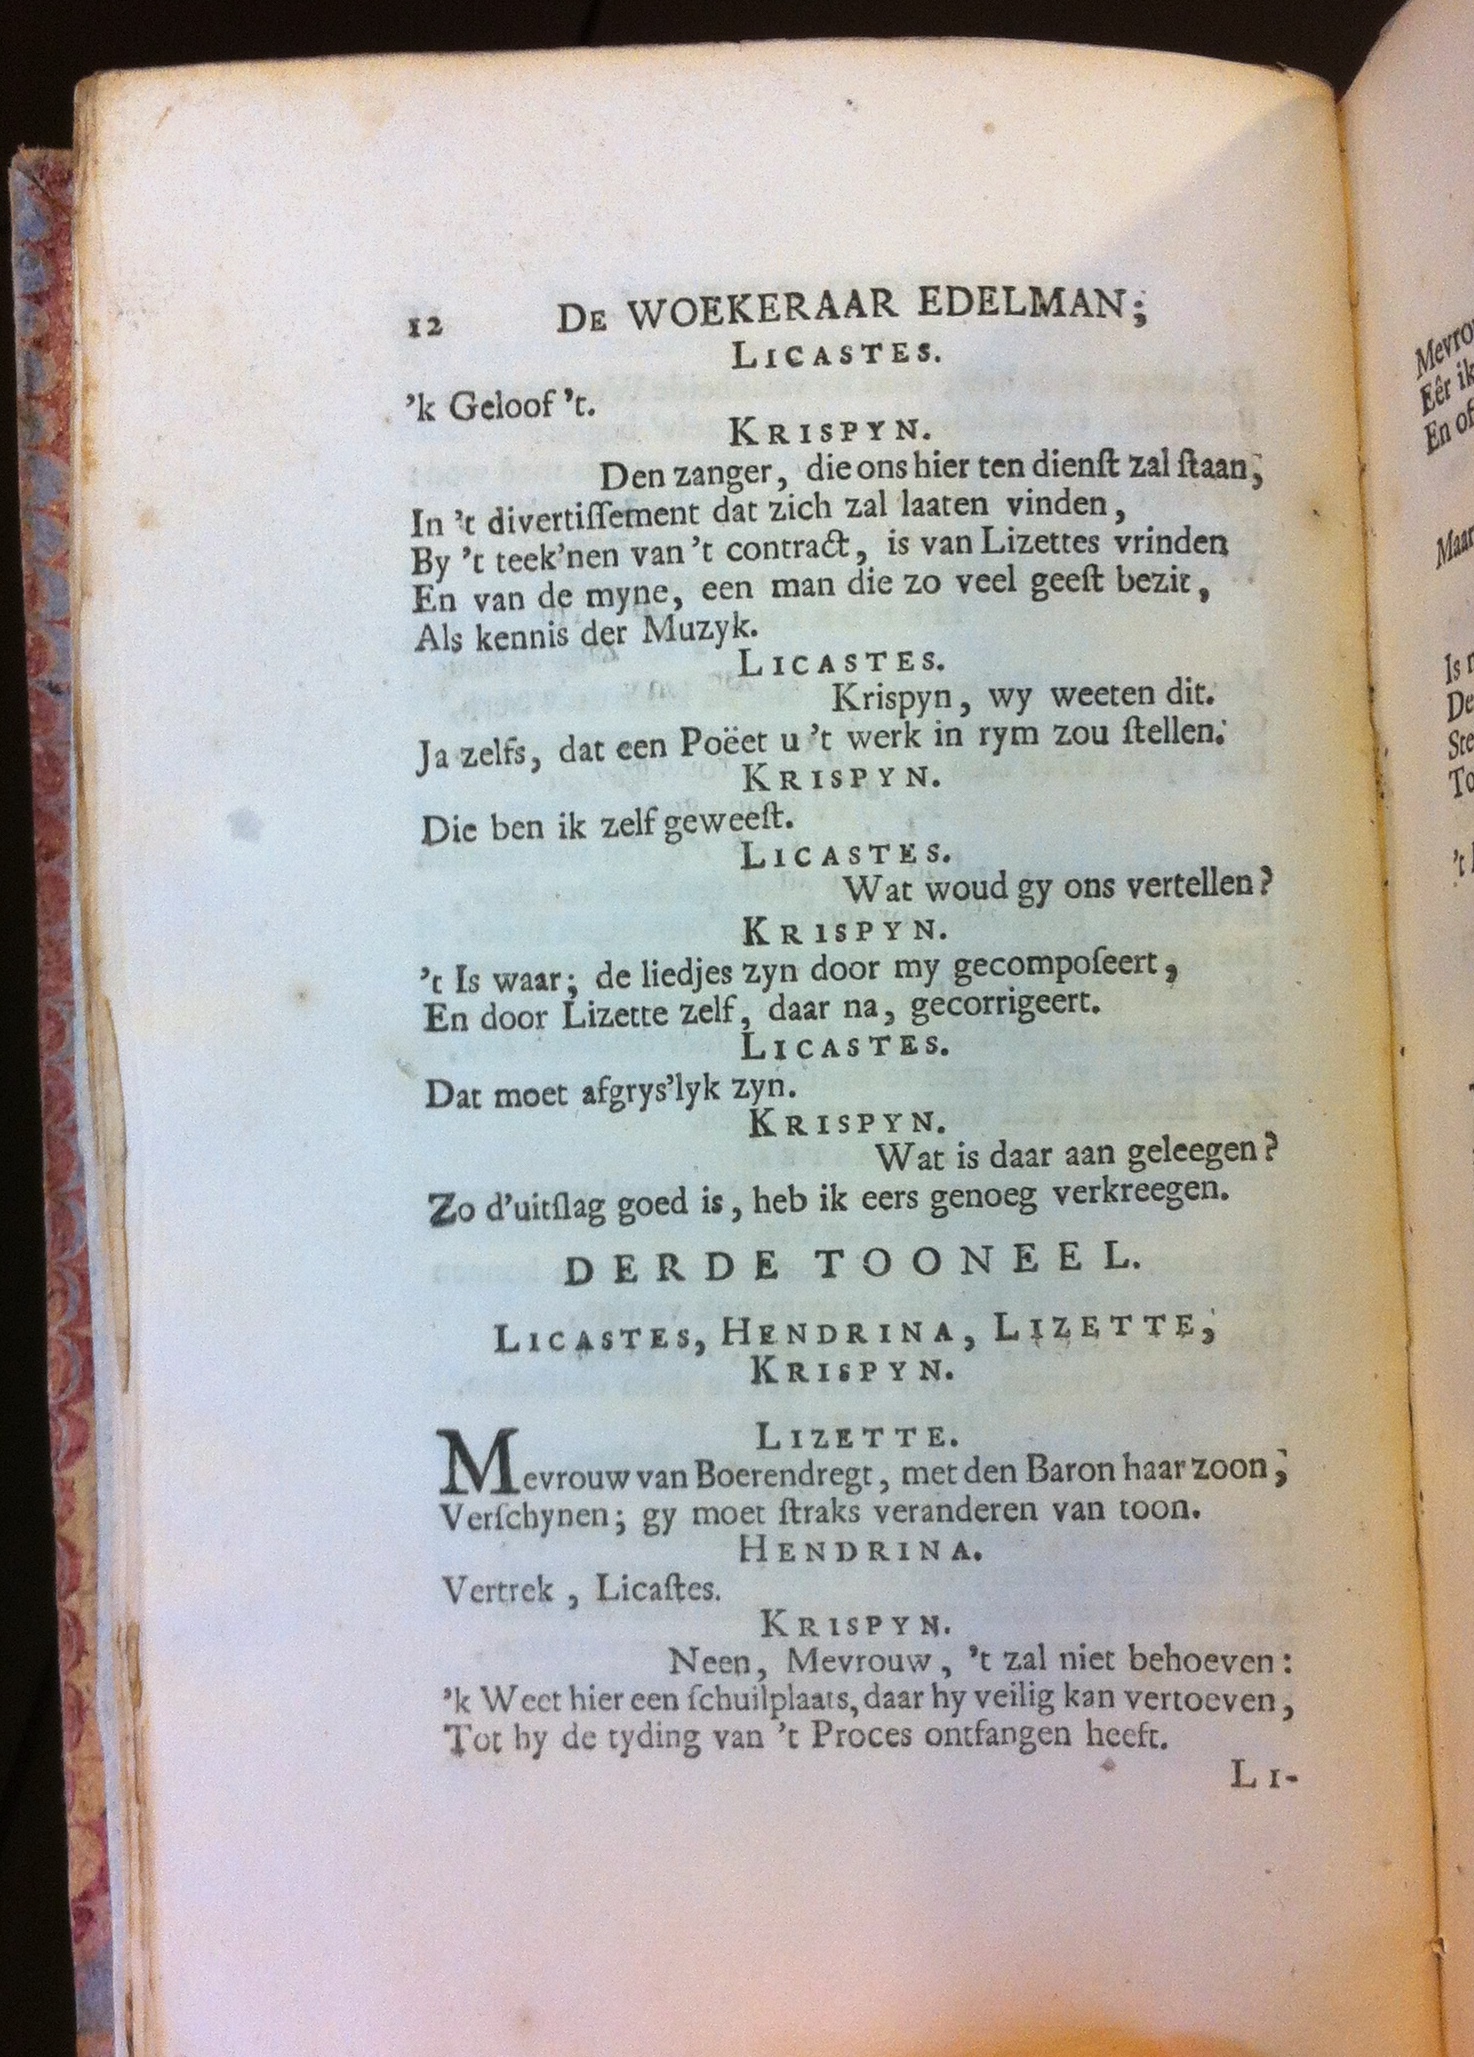 12 DE WOEKERAAR EDELMAN;
LICASTES.
'k Geloof 't.
KRISPYN.
Den zanger, die ons hier ten dienſt zal ſtaan,
In 't divertiſſement dat zich zal laaten vinden,
By 't teek'nen van 't contract, is van Lizettes vrinden
En van de myne, een man die zo veel geeſt bezit,
Als kennis der Muzyk.
LICASTES.
Krispyn, wy weeten dit.
Ja zelfs, dat een Poëet u 't werk in rym zou ſtellen.
KRISPYN.
Die ben ik zelf geweeſt.
LICASTES.
Wat woud gy ons vertellen?
KRISPYN.
't Is waar; de liedjes zyn door my gecompoſeert,
En door Lizette zelf, daar na, gecorrigeert.
LICASTES.
Dat moet afgrys'lyk zyn.
KRISPYN.
Wat is daar aan geleegen?
Zo d'uitſlag goed is, heb ik eers genoeg verkreegen.
DERDE TOONEEL.
LICASTES, HENDRINA, LIZETTE,
KRISPYN.
LIZETTE.
Mevrouw van Boerendregt, met den Baron haar zoon,
Verſchynen; gy moet ſtraks veranderen van toon.
HENDRINA.
Vertrek, Licaſtes.
KRISPYN.
Neen, Mevrouw, 't zal niet behoeven:
'k Weet hier een ſchuilplaats, daar hy veilig kan vertoeven,
Tot hy de tyding van 't Proces ontfangen heeft.
LI-
Eêr ik
En of